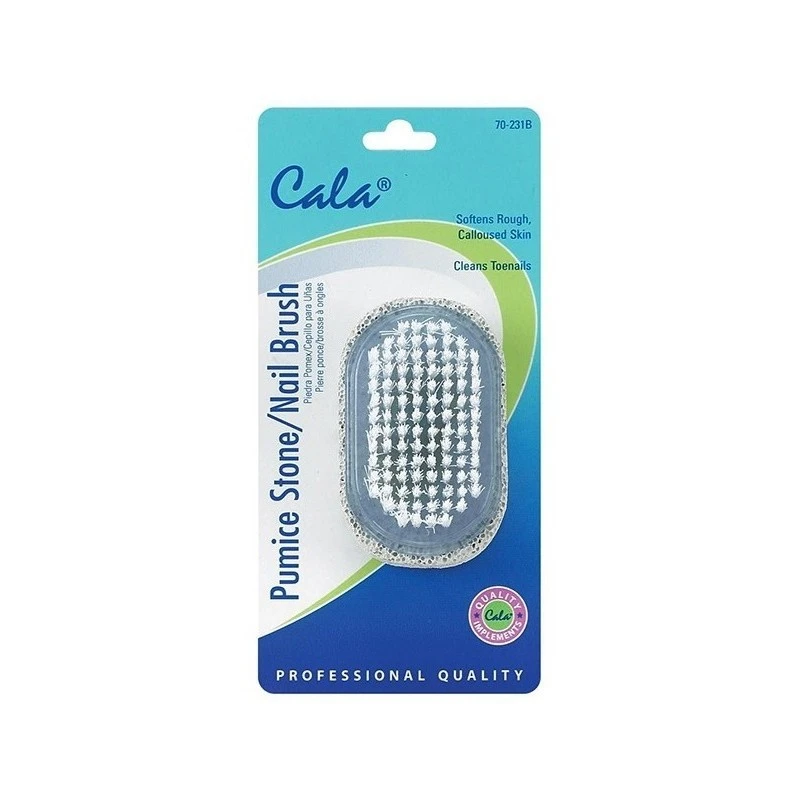 70-231B
Cala®
Softens Rough,
Calloused Skin
Cleans Toenails
Pumice Stone/Nail Brush
Piedra Pomex/Cepillo para Uñas
Pierre ponce/brosse à ongles
QUALITY
Cala®
IMPLEMENTS
PROFESSIONAL QUALITY